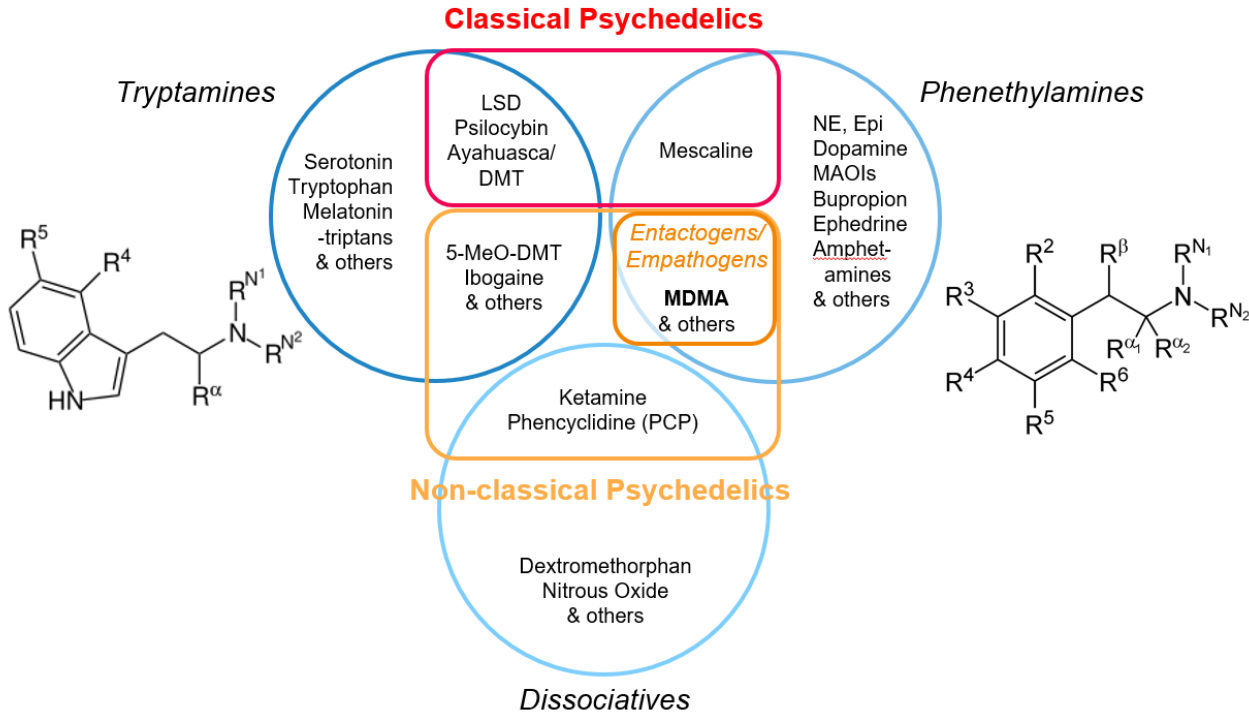 Classical Psychedelics
Tryptamines
Phenethylamines
LSD
Psilocybin
Ayahuasca/
DMT
Mescaline
NE, Epi
Dopamine
MAOIs
Bupropion
Ephedrine
Amphet-
amines
& others
Serotonin
Tryptophan
Melatonin
-triptans
& others
5-MeO-DMT
Ibogaine
& others
Entactogens/
Empathogens
MDMA
& others
R5
R4
RN1
N
RN2
Rα
HN
R2
Rβ
RN1
R3
N
RN2
Rα1
Rα2
R4
R6
R5
Ketamine
Phencyclidine (PCP)
Non-classical Psychedelics
Dextromethorphan
Nitrous Oxide
& others
Dissociatives